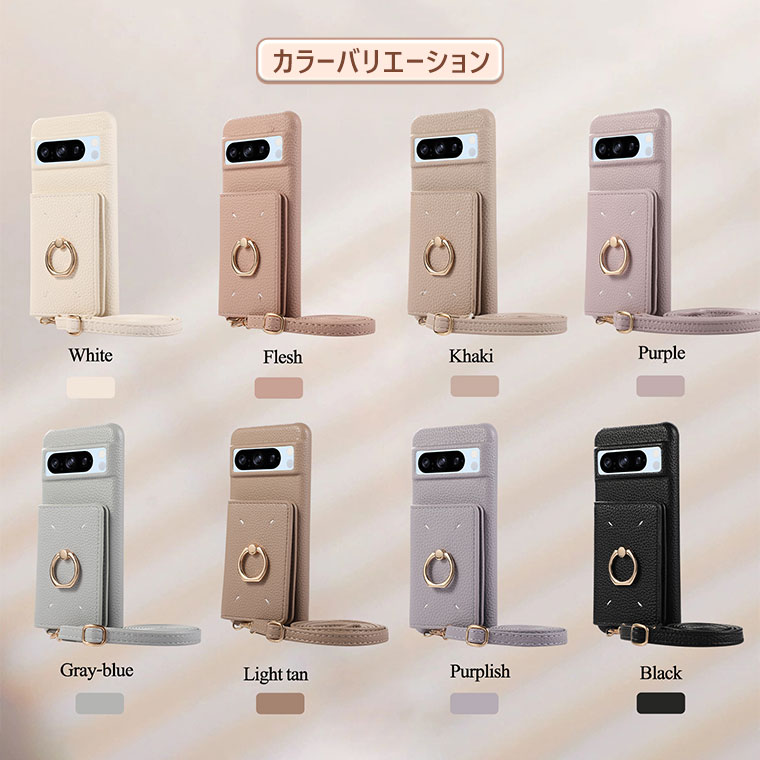 カラーバリエーション
White
Flesh
Khaki
Purple
Gray-blue
Light tan
Purplish
Black